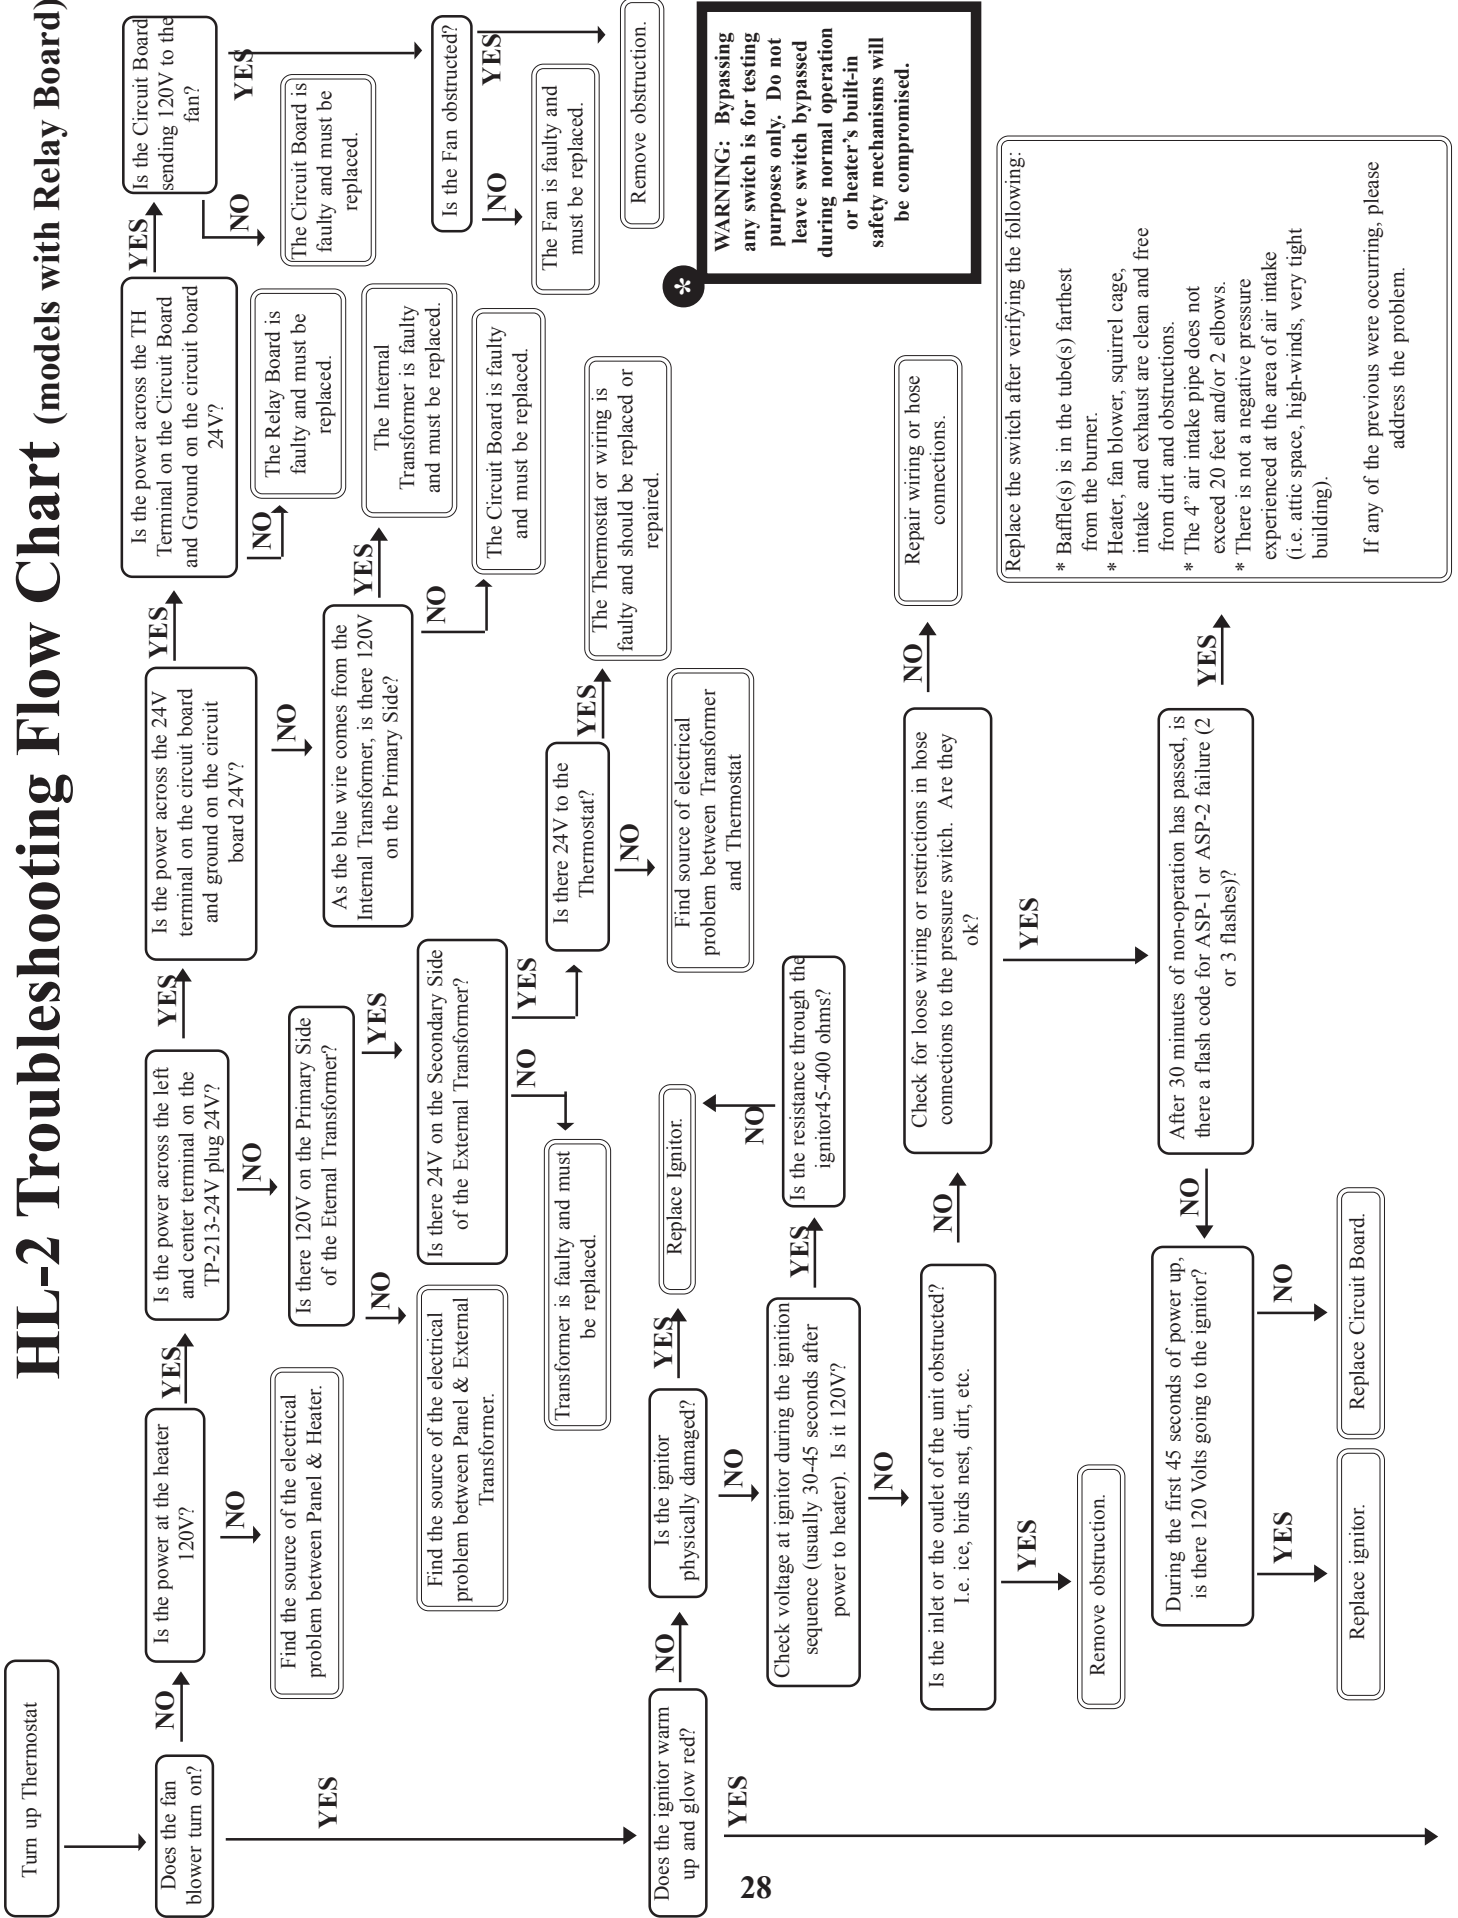 HL-2 Troubleshooting Flow Chart (models with Relay Board)
Turn up Thermostat
Does the fan
blower turn on?
NO
YES
Is the power at the heater
120V?
YES
NO
Find the source of the electrical
problem between Panel & Heater.
Is the power across the left
and center terminal on the
TP-213-24V plug 24V?
YES
NO
Is there 120V on the Primary Side
of the Eternal Transformer?
NO
YES
Find the source of the electrical
problem between Panel & External
Transformer.
Is there 24V on the Secondary Side
of the External Transformer?
NO
YES
Transformer is faulty and must
be replaced.
Is there 24V to the
Thermostat?
YES
NO
The Thermostat or wiring is
faulty and should be replaced or
repaired.
Find source of electrical
problem between Transformer
and Thermostat
Is the power across the 24V
terminal on the circuit board
and ground on the circuit
board 24V?
YES
NO
As the blue wire comes from the
Internal Transformer, is there 120V
on the Primary Side?
YES
NO
The Internal
Transformer is faulty
and must be replaced.
The Circuit Board is faulty
and must be replaced.
Is the power across the TH
Terminal on the Circuit Board
and Ground on the circuit board
24V?
YES
NO
The Relay Board is
faulty and must be
replaced.
Is the Circuit Board
sending 120V to the
fan?
NO
YES
The Circuit Board is
faulty and must be
replaced.
Is the Fan obstructed?
NO
YES
The Fan is faulty and
must be replaced.
Remove obstruction.
*
WARNING: Bypassing
any switch is for testing
purposes only. Do not
leave switch bypassed
during normal operation
or heater's built-in
safety mechanisms will
be compromised.
Does the ignitor warm
up and glow red?
NO
YES
Is the ignitor
physically damaged?
YES
NO
Replace Ignitor.
Check voltage at ignitor during the ignition
sequence (usually 30-45 seconds after
power to heater). Is it 120V?
YES
NO
Is the resistance through the
ignitor45-400 ohms?
NO
Is the inlet or the outlet of the unit obstructed?
I.e. ice, birds nest, dirt, etc.
NO
YES
Remove obstruction.
Check for loose wiring or restrictions in hose
connections to the pressure switch. Are they
ok?
NO
YES
Repair wiring or hose
connections.
After 30 minutes of non-operation has passed, is
there a flash code for ASP-1 or ASP-2 failure (2
or 3 flashes)?
YES
NO
Replace the switch after verifying the following:
* Baffle(s) is in the tube(s) farthest
from the burner.
* Heater, fan blower, squirrel cage,
intake and exhaust are clean and free
from dirt and obstructions.
* The 4” air intake pipe does not
exceed 20 feet and/or 2 elbows.
* There is not a negative pressure
experienced at the area of air intake
(i.e. attic space, high-winds, very tight
building).
If any of the previous were occurring, please
address the problem.
During the first 45 seconds of power up,
is there 120 Volts going to the ignitor?
YES
NO
Replace ignitor.
Replace Circuit Board.
28